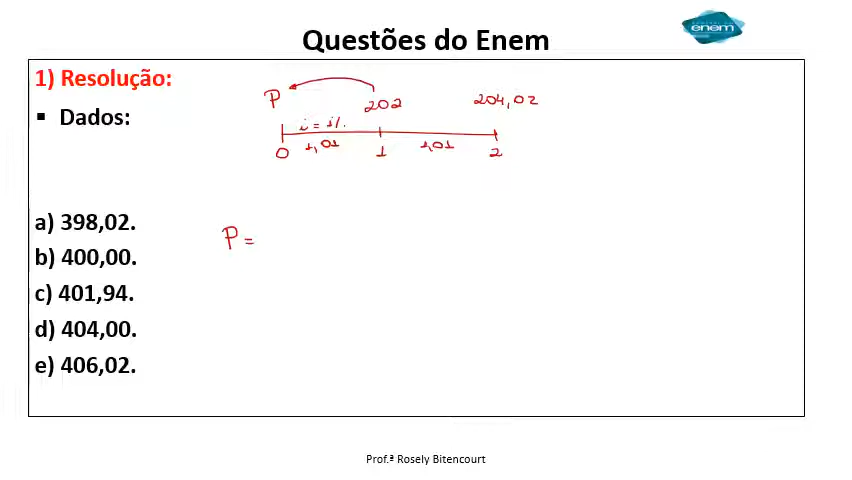 Questões do Enem
enem
1) Resolução:
▪ Dados:
P
202
204,02
i = 1%
1,01
1,01
0
1
2
a) 398,02.
P =
b) 400,00.
c) 401,94.
d) 404,00.
e) 406,02.
Prof.ª Rosely Bitencourt